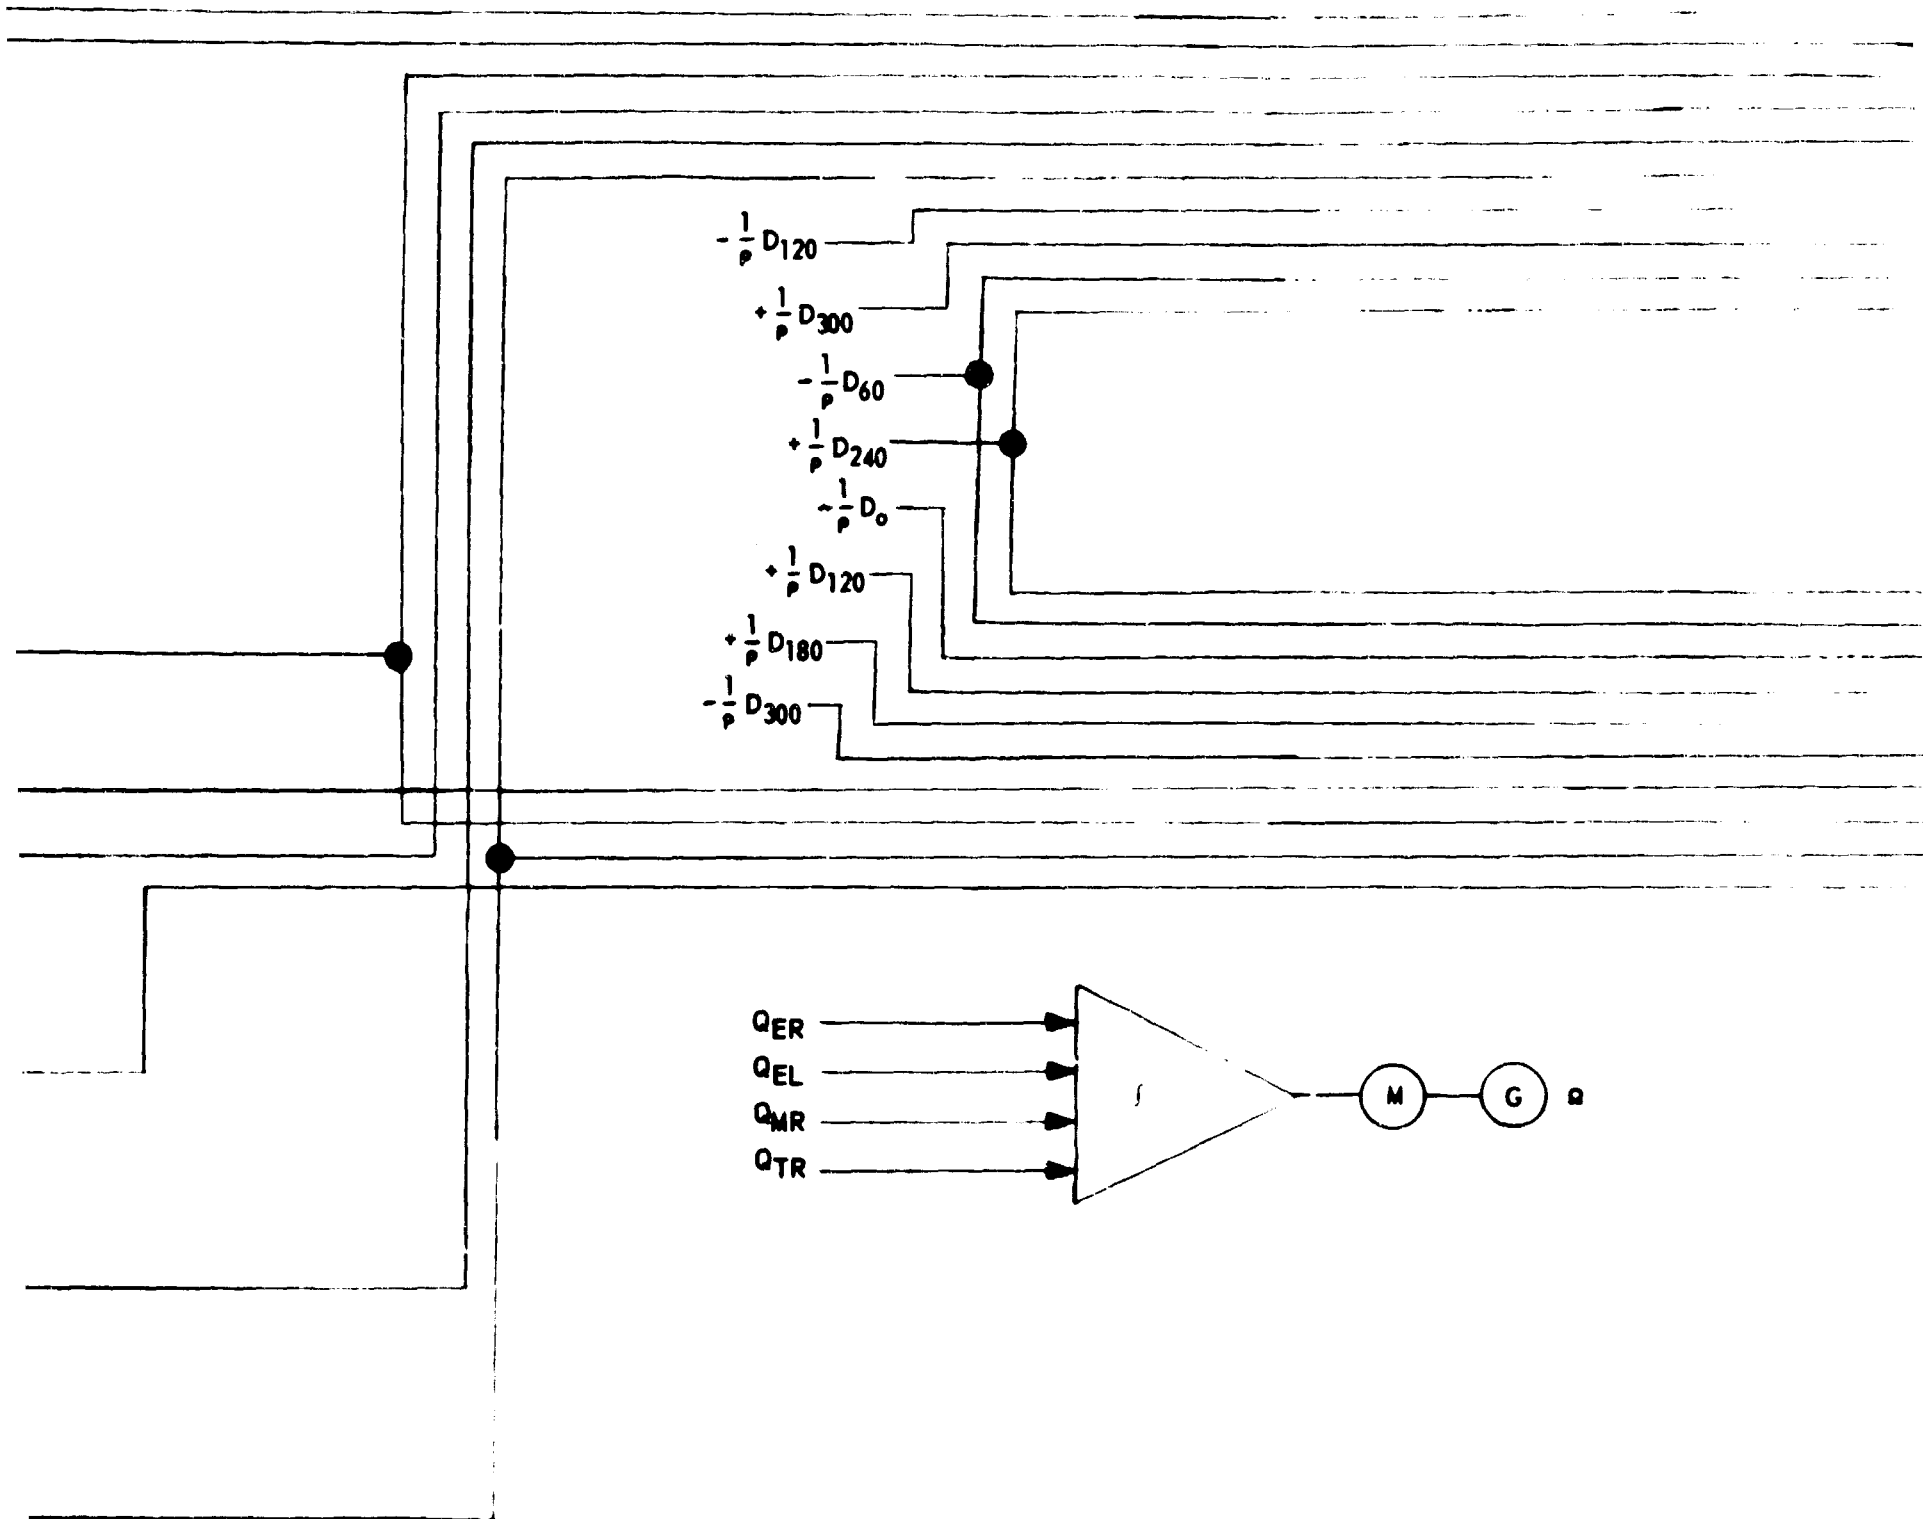 - 1/ρ D120
+ 1/ρ D300
- 1/ρ D60
+ 1/ρ D240
- 1/ρ Do
+ 1/ρ D120
+ 1/ρ D180
- 1/ρ D300
QER
QEL
QMR
QTR
∫
M
G
Ω